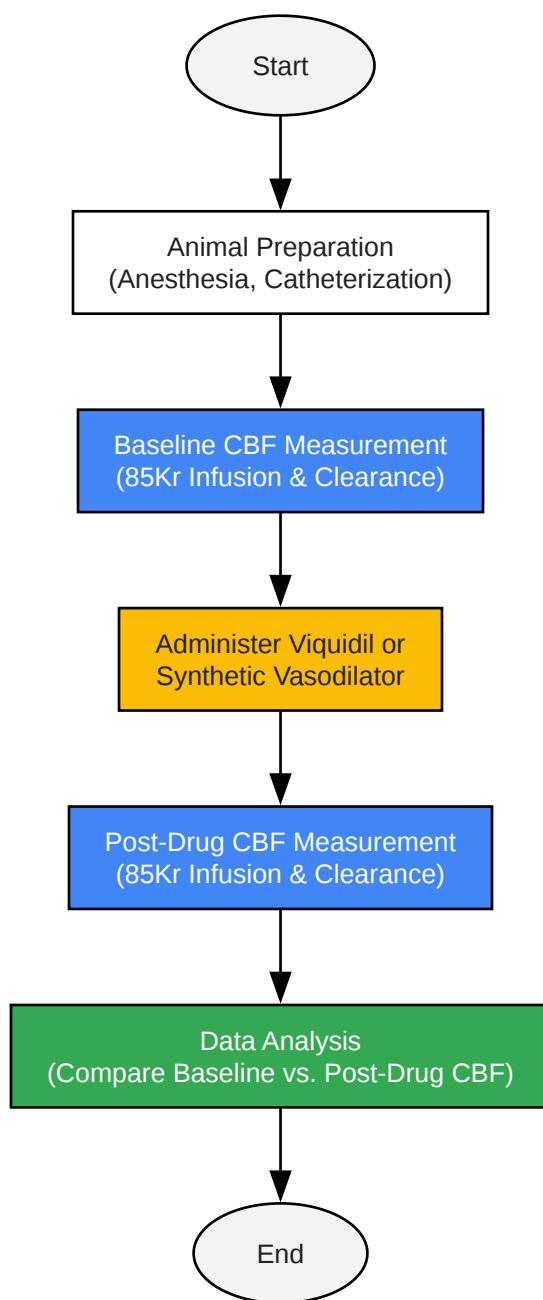 Start
Animal Preparation
(Anesthesia, Catheterization)
Baseline CBF Measurement
(85Kr Infusion & Clearance)
Administer Viquidil or
Synthetic Vasodilator
Post-Drug CBF Measurement
(85Kr Infusion & Clearance)
Data Analysis
(Compare Baseline vs. Post-Drug CBF)
End